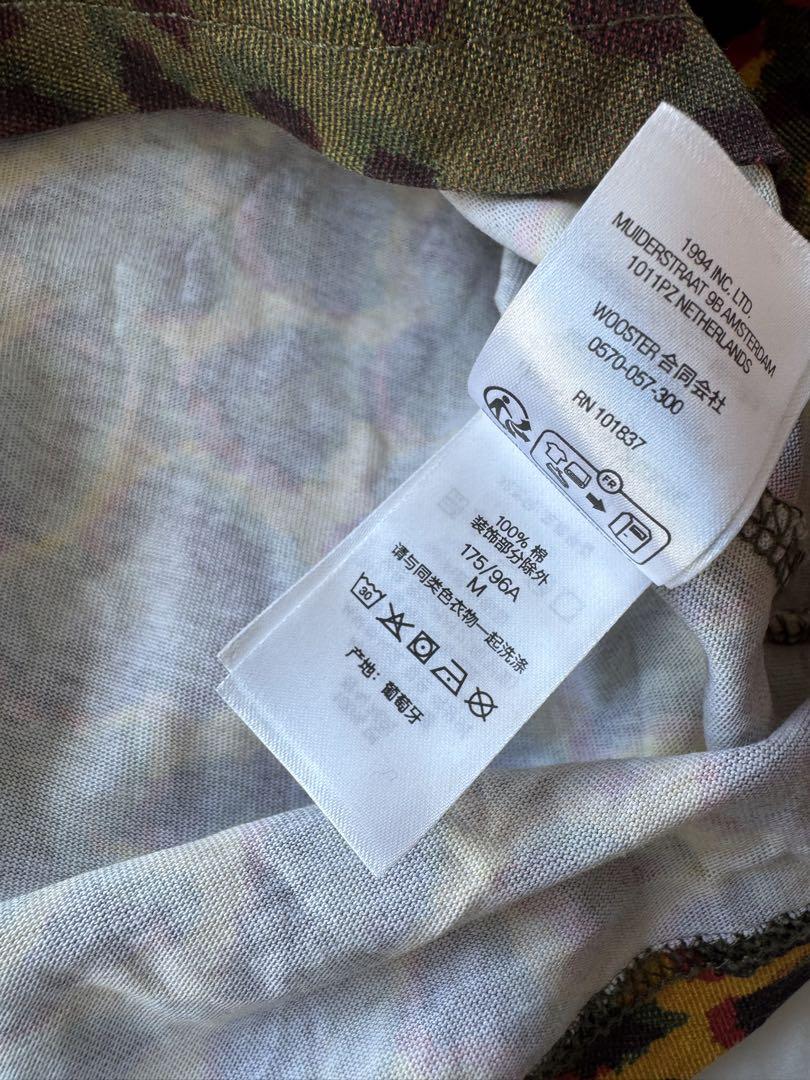 1994 INC. LTD.
MUIDERSTRAAT 9B AMSTERDAM
1011PZ NETHERLANDS
WOOSTER 合同会社
0570-057-300
RN 101837
FR
100% 棉
装饰部分除外
175/96A
M
请与同类色衣物一起洗涤
30
产地：葡萄牙